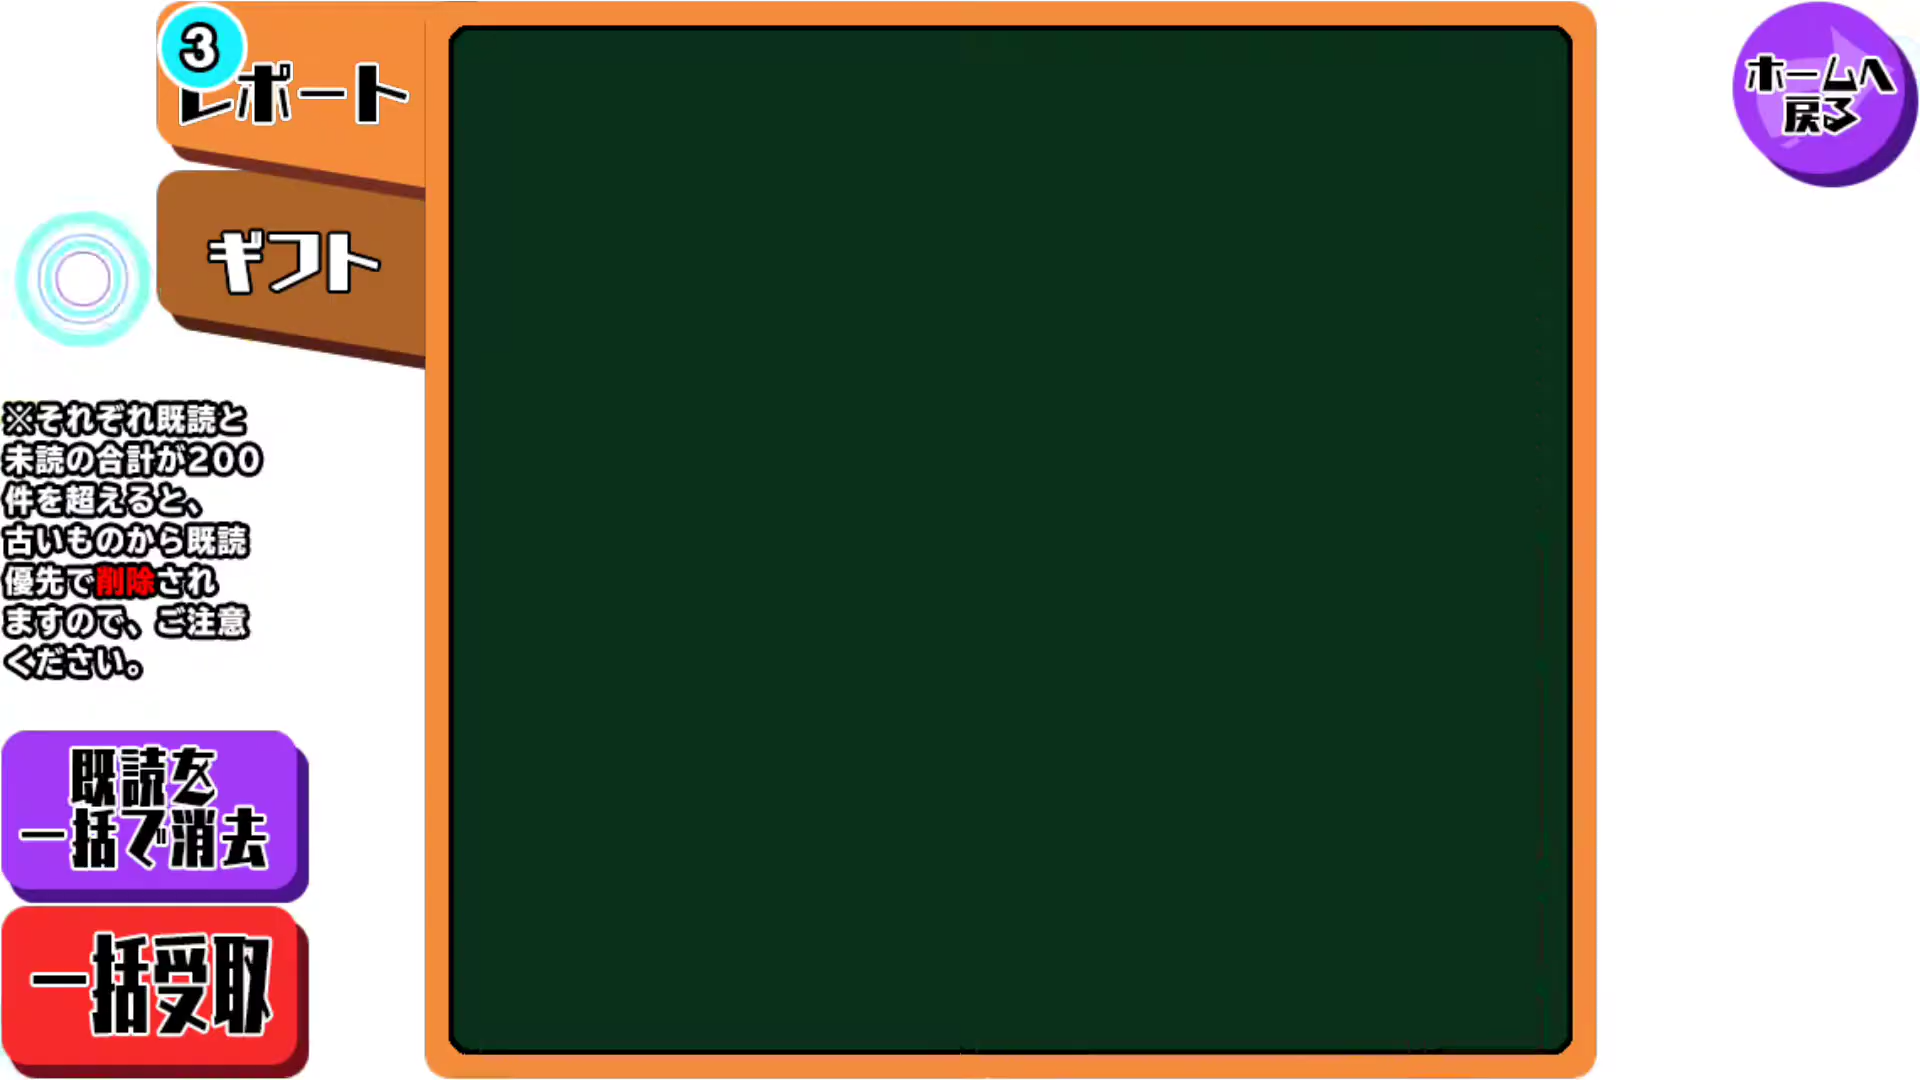 3
レポート
ホームへ
戻る
ギフト
※それぞれ既読と
未読の合計が200
件を超えると、
古いものから既読
優先で削除され
ますので、ご注意
ください。
既読を
一括で消去
一括受取